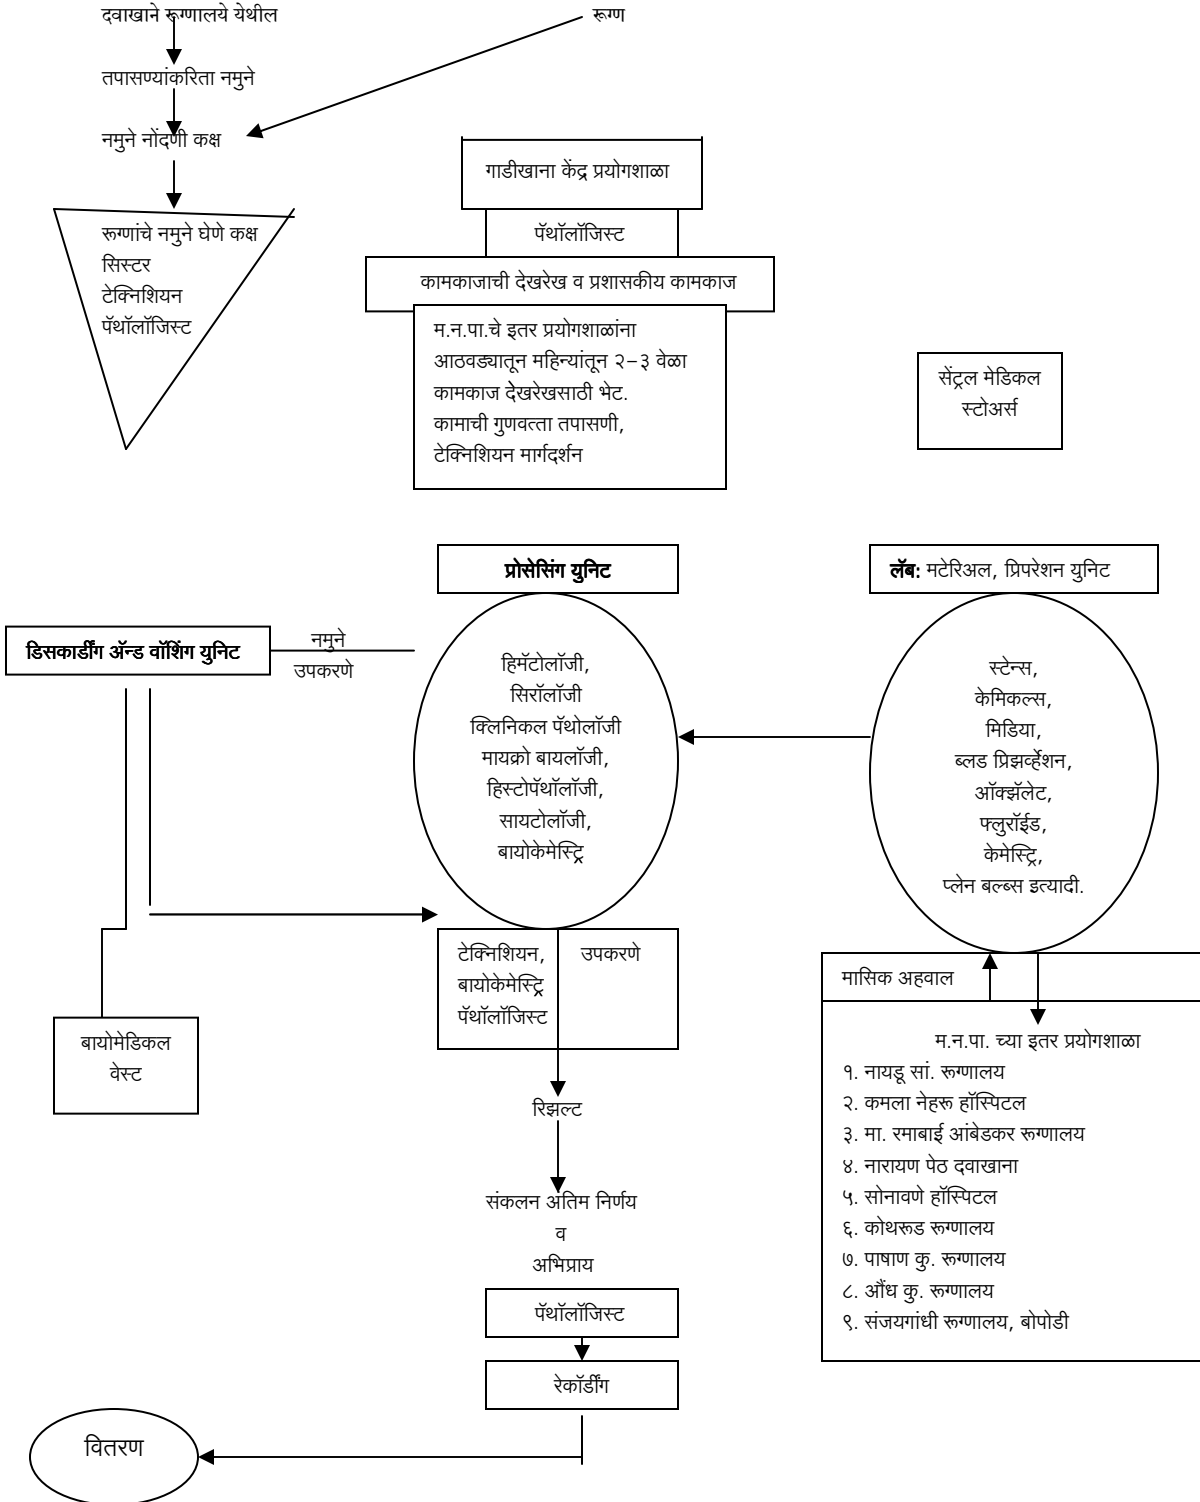 दवाखाने रूग्णालये येथील
रूग्ण
तपासण्यांकरिता नमुने
नमुने नोंदणी कक्ष
रूग्णांचे नमुने घेणे कक्ष
सिस्टर
टेक्निशियन
पॅथॉलॉजिस्ट
गाडीखाना केंद्र प्रयोगशाळा
पॅथॉलॉजिस्ट
कामकाजाची देखरेख व प्रशासकीय कामकाज
म.न.पा.चे इतर प्रयोगशाळांना
आठवड्यातून महिन्यांतून २–३ वेळा
कामकाज देखरेखसाठी भेट.
कामाची गुणवत्ता तपासणी,
टेक्निशियन मार्गदर्शन
सेंट्रल मेडिकल
स्टोअर्स
प्रोसेसिंग युनिट
लॅब: मटेरिअल, प्रिपरेशन युनिट
डिसकार्डींग ॲन्ड वॉशिंग युनिट
नमुने
उपकरणे
हिमॅटोलॉजी,
सिरॉलॉजी
क्लिनिकल पॅथोलॉजी
मायक्रो बायलॉजी,
हिस्टोपॅथॉलॉजी,
सायटोलॉजी,
बायोकेमेस्ट्रि
स्टेन्स,
केमिकल्स,
मिडिया,
ब्लड प्रिझर्व्हेशन,
ऑक्झॅलेट,
फ्लुरॉईड,
केमेस्ट्रि,
प्लेन बल्ब्स इत्यादी.
टेक्निशियन,
बायोकेमेस्ट्रि
पॅथॉलॉजिस्ट
उपकरणे
मासिक अहवाल
म.न.पा. च्या इतर प्रयोगशाळा
१. नायडू सां. रूग्णालय
२. कमला नेहरू हॉस्पिटल
३. मा. रमाबाई आंबेडकर रूग्णालय
४. नारायण पेठ दवाखाना
५. सोनावणे हॉस्पिटल
६. कोथरूड रूग्णालय
७. पाषाण कु. रूग्णालय
८. औंध कु. रूग्णालय
९. संजयगांधी रूग्णालय, बोपोडी
बायोमेडिकल
वेस्ट
रिझल्ट
संकलन अंतिम निर्णय
व
अभिप्राय
पॅथॉलॉजिस्ट
रेकॉर्डींग
वितरण